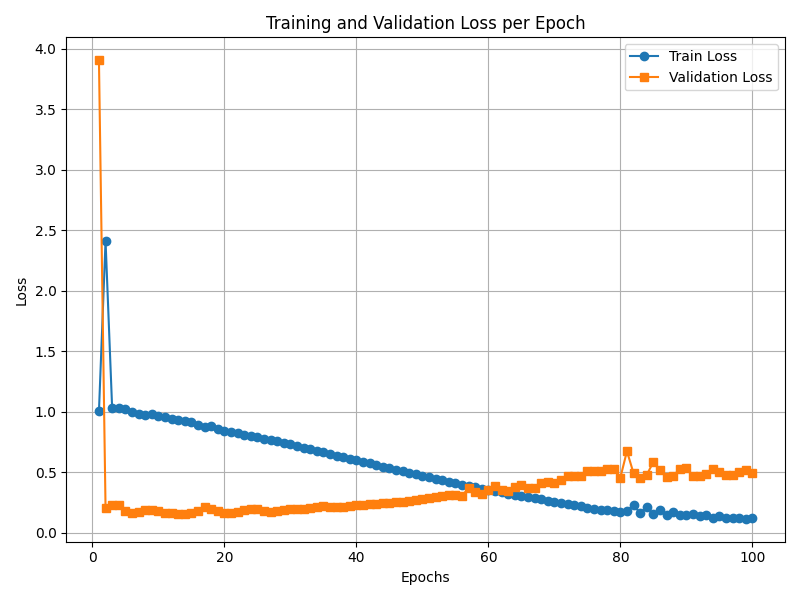 Training and Validation Loss per Epoch
Train Loss
Validation Loss
Loss
4.0
3.5
3.0
2.5
2.0
1.5
1.0
0.5
0.0
0 20 40 60 80 100
Epochs